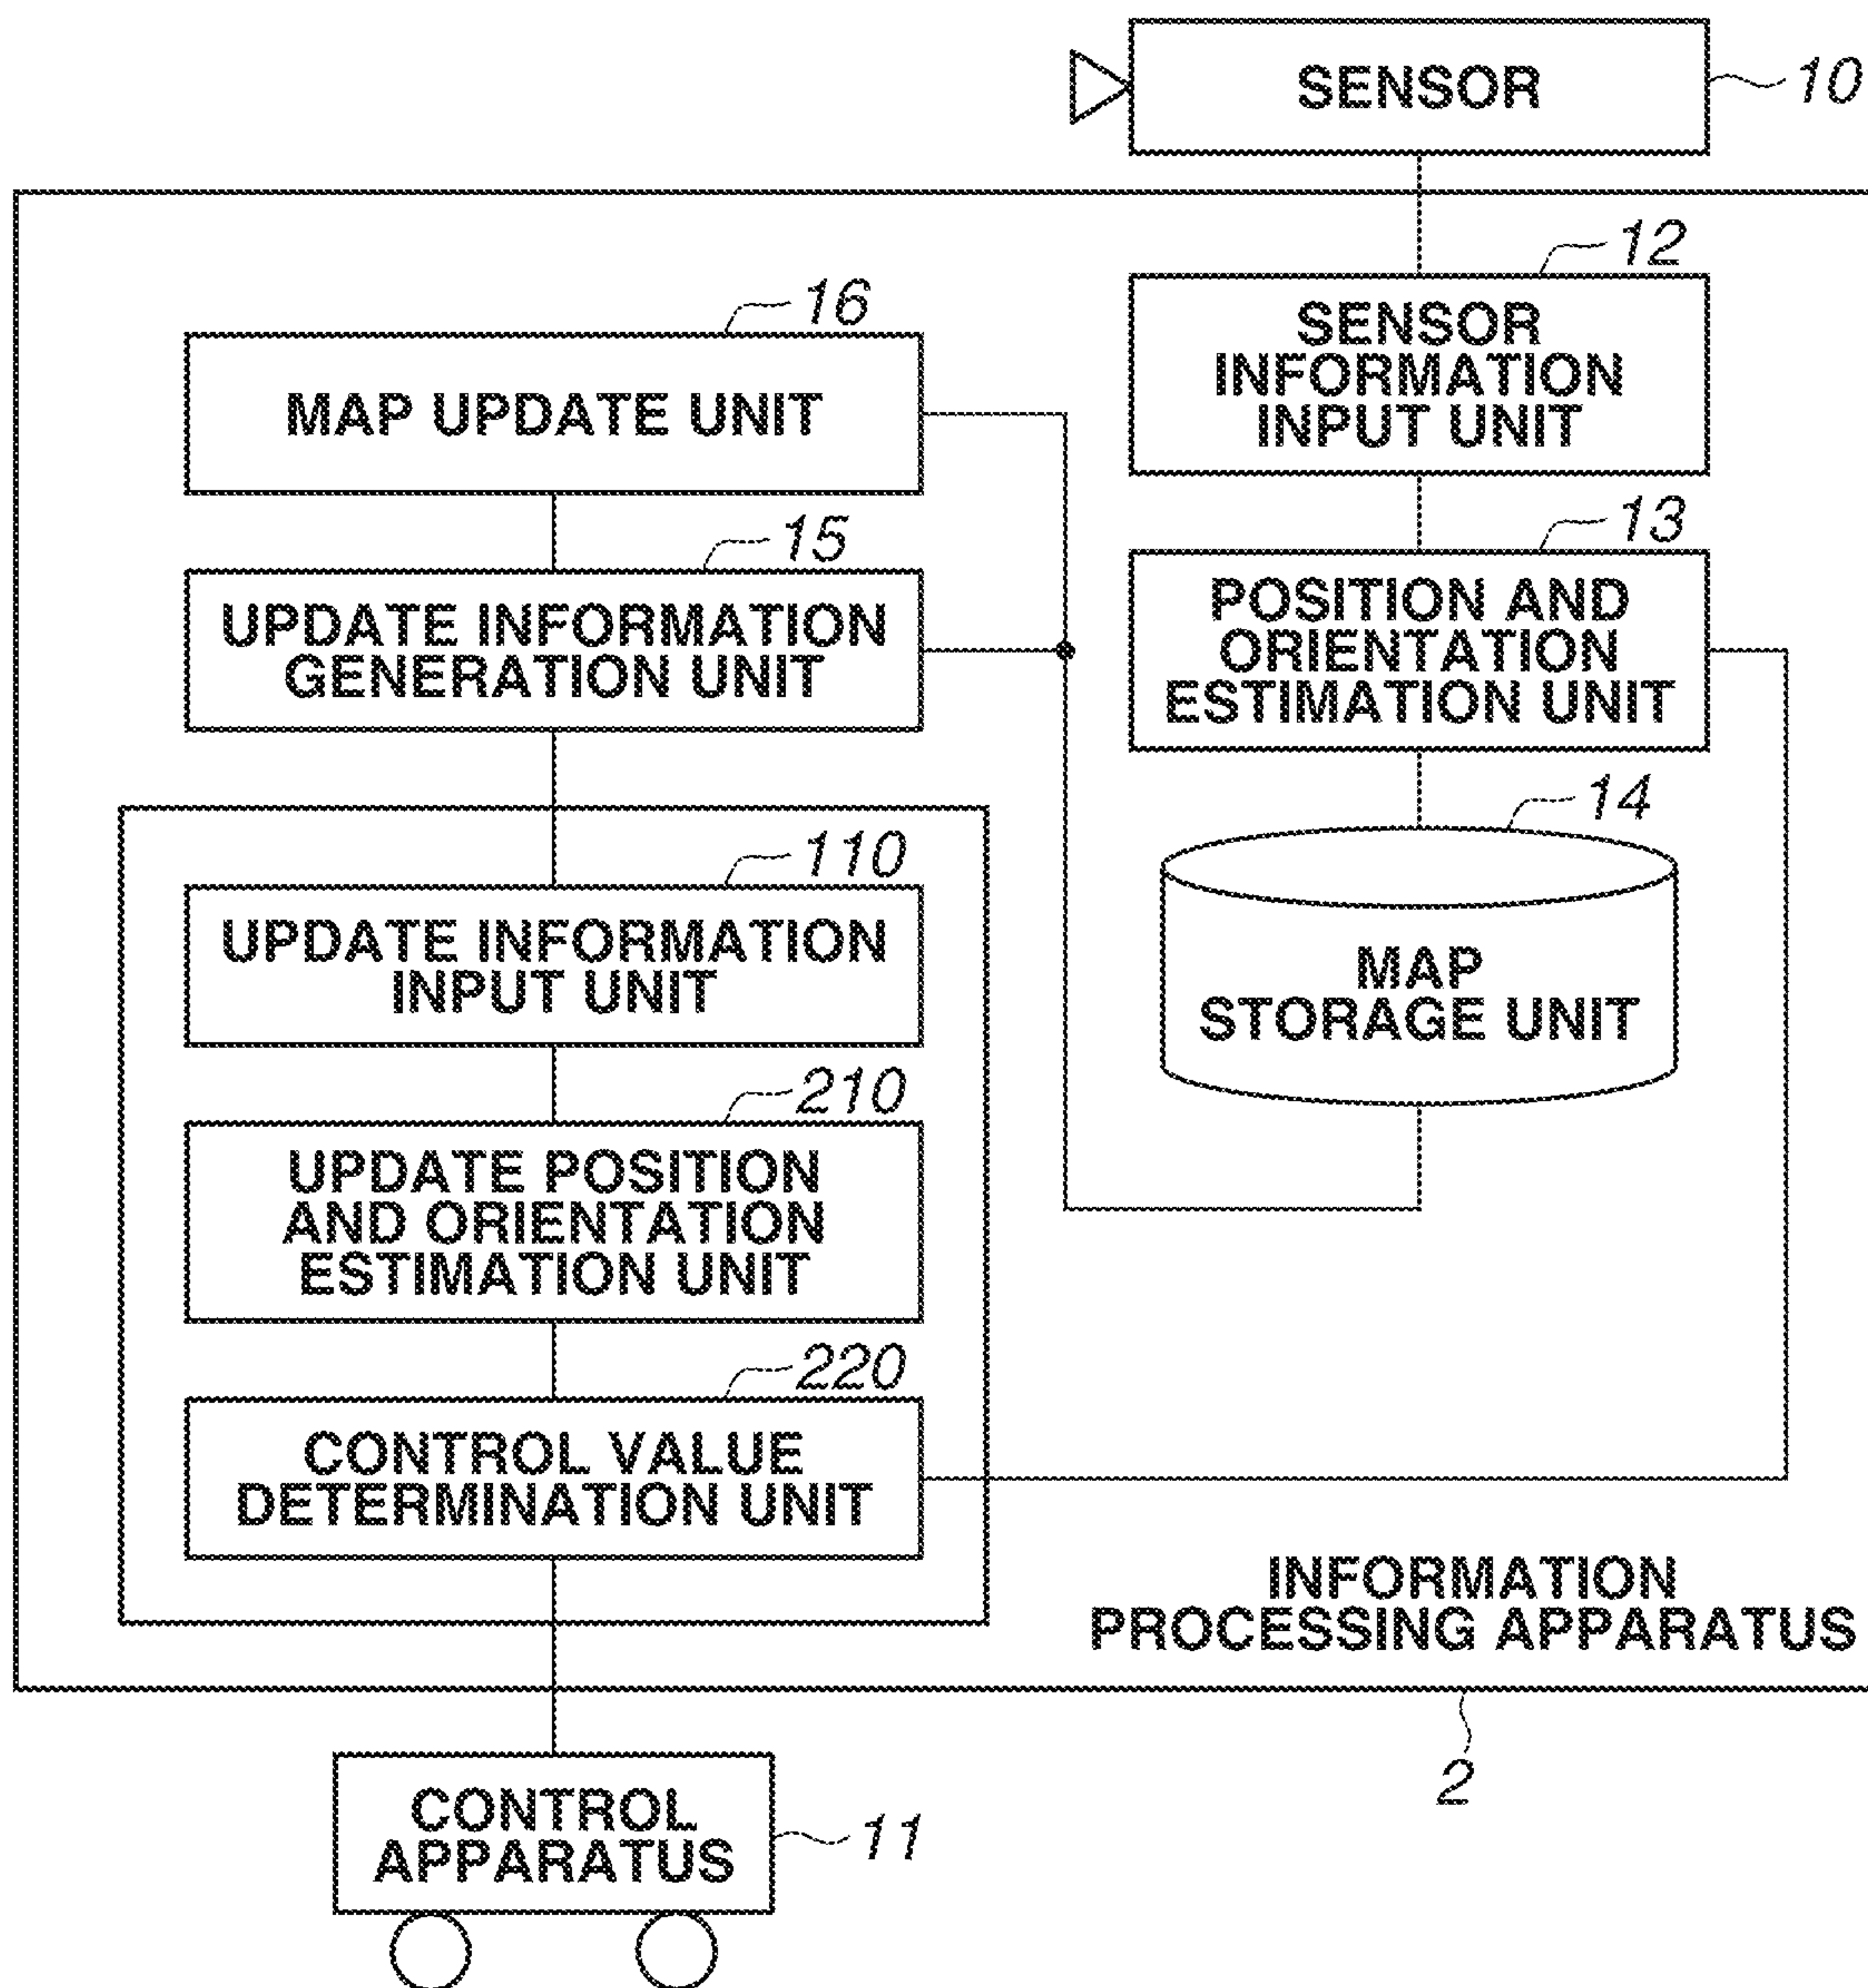 SENSOR
10
12
SENSOR
INFORMATION
INPUT UNIT
16
MAP UPDATE UNIT
13
POSITION AND
ORIENTATION
ESTIMATION UNIT
15
UPDATE INFORMATION
GENERATION UNIT
14
MAP
STORAGE UNIT
110
UPDATE INFORMATION
INPUT UNIT
210
UPDATE POSITION
AND ORIENTATION
ESTIMATION UNIT
220
CONTROL VALUE
DETERMINATION UNIT
INFORMATION
PROCESSING APPARATUS
2
CONTROL
APPARATUS
11